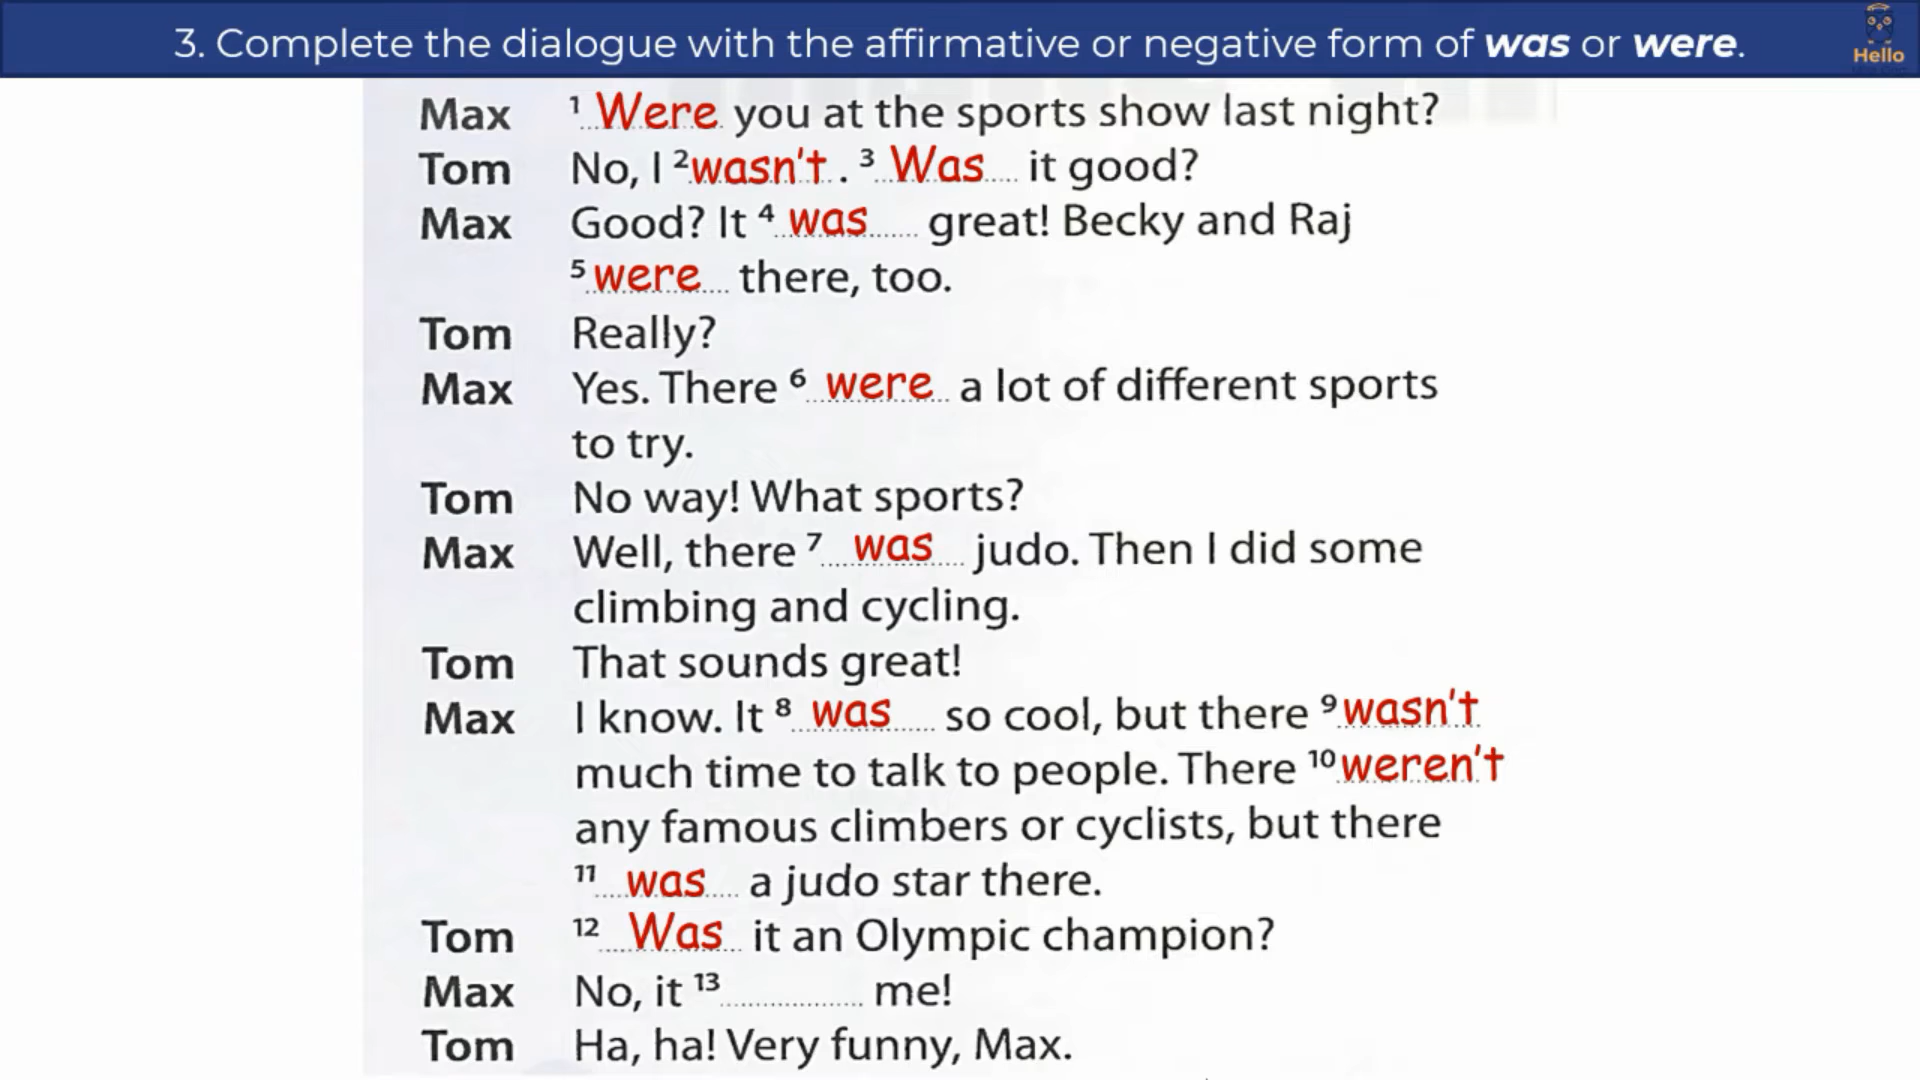 3. Complete the dialogue with the affirmative or negative form of was or were.
Hello
Max 1 Were you at the sports show last night?
Tom No, I 2 wasn't. 3 Was it good?
Max Good? It 4 was great! Becky and Raj
5 were there, too.
Tom Really?
Max Yes. There 6 were a lot of different sports
to try.
Tom No way! What sports?
Max Well, there 7 was judo. Then I did some
climbing and cycling.
Tom That sounds great!
Max I know. It 8 was so cool, but there 9 wasn't
much time to talk to people. There 10 weren't
any famous climbers or cyclists, but there
11 was a judo star there.
Tom 12 Was it an Olympic champion?
Max No, it 13 ............... me!
Tom Ha, ha! Very funny, Max.